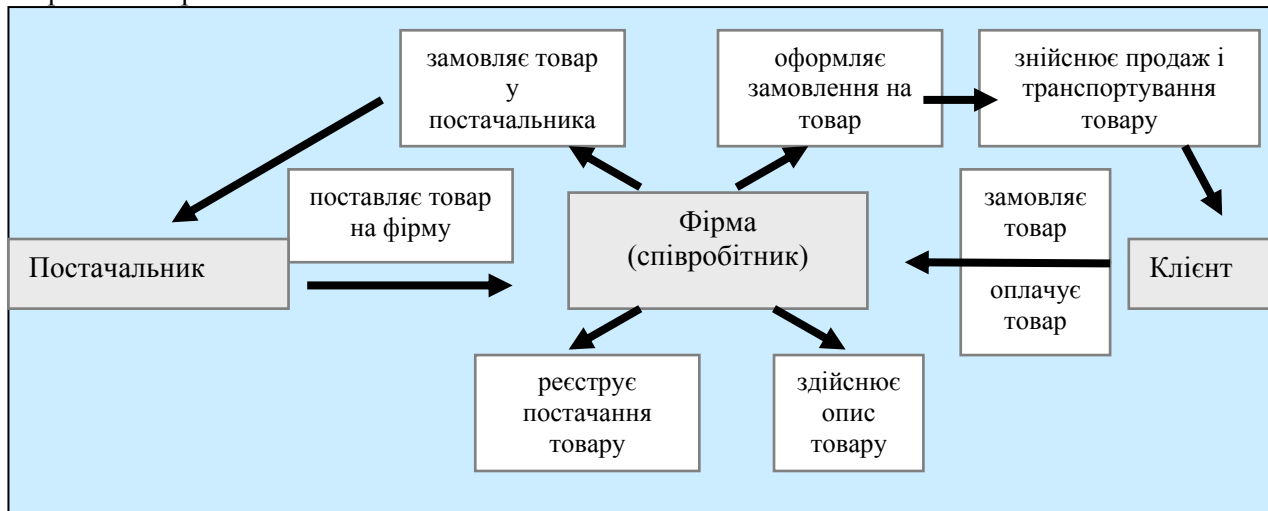 замовляє товар
у
постачальника
оформляє
замовлення на
товар
знійснює продаж і
транспортування
товару
поставляє товар
на фірму
Фірма
(співробітник)
замовляє
товар
Постачальник
Клієнт
оплачує
товар
реєструє
постачання
товару
здійснює
опис
товару